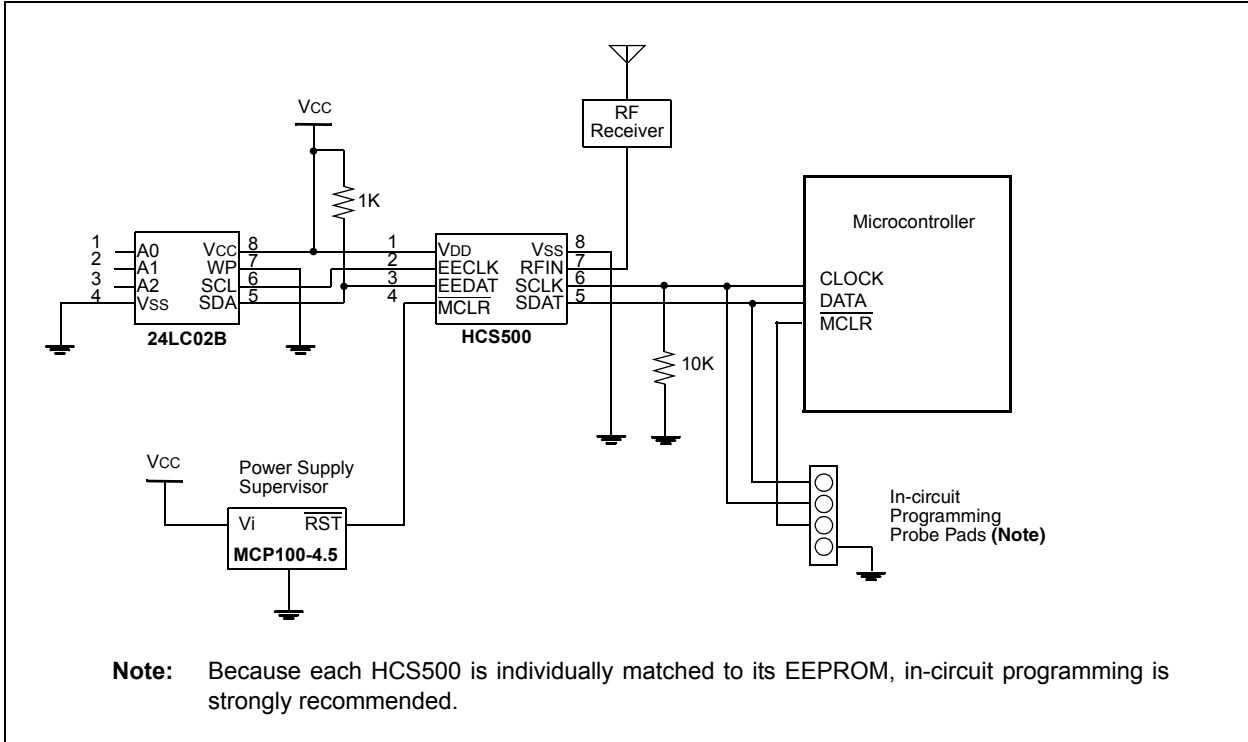 RF
Receiver
VCC
1K
Microcontroller
1 A0 VCC 8
2 A1 WP 7
3 A2 SCL 6
4 VSS SDA 5
24LC02B
1 VDD VSS 8
2 EECLK RFIN 7
3 EEDAT SCLK 6
4 MCLR SDAT 5
HCS500
CLOCK
DATA
MCLR
10K
VCC
Power Supply
Supervisor
Vi RST
MCP100-4.5
In-circuit
Programming
Probe Pads (Note)
Note: Because each HCS500 is individually matched to its EEPROM, in-circuit programming is
strongly recommended.